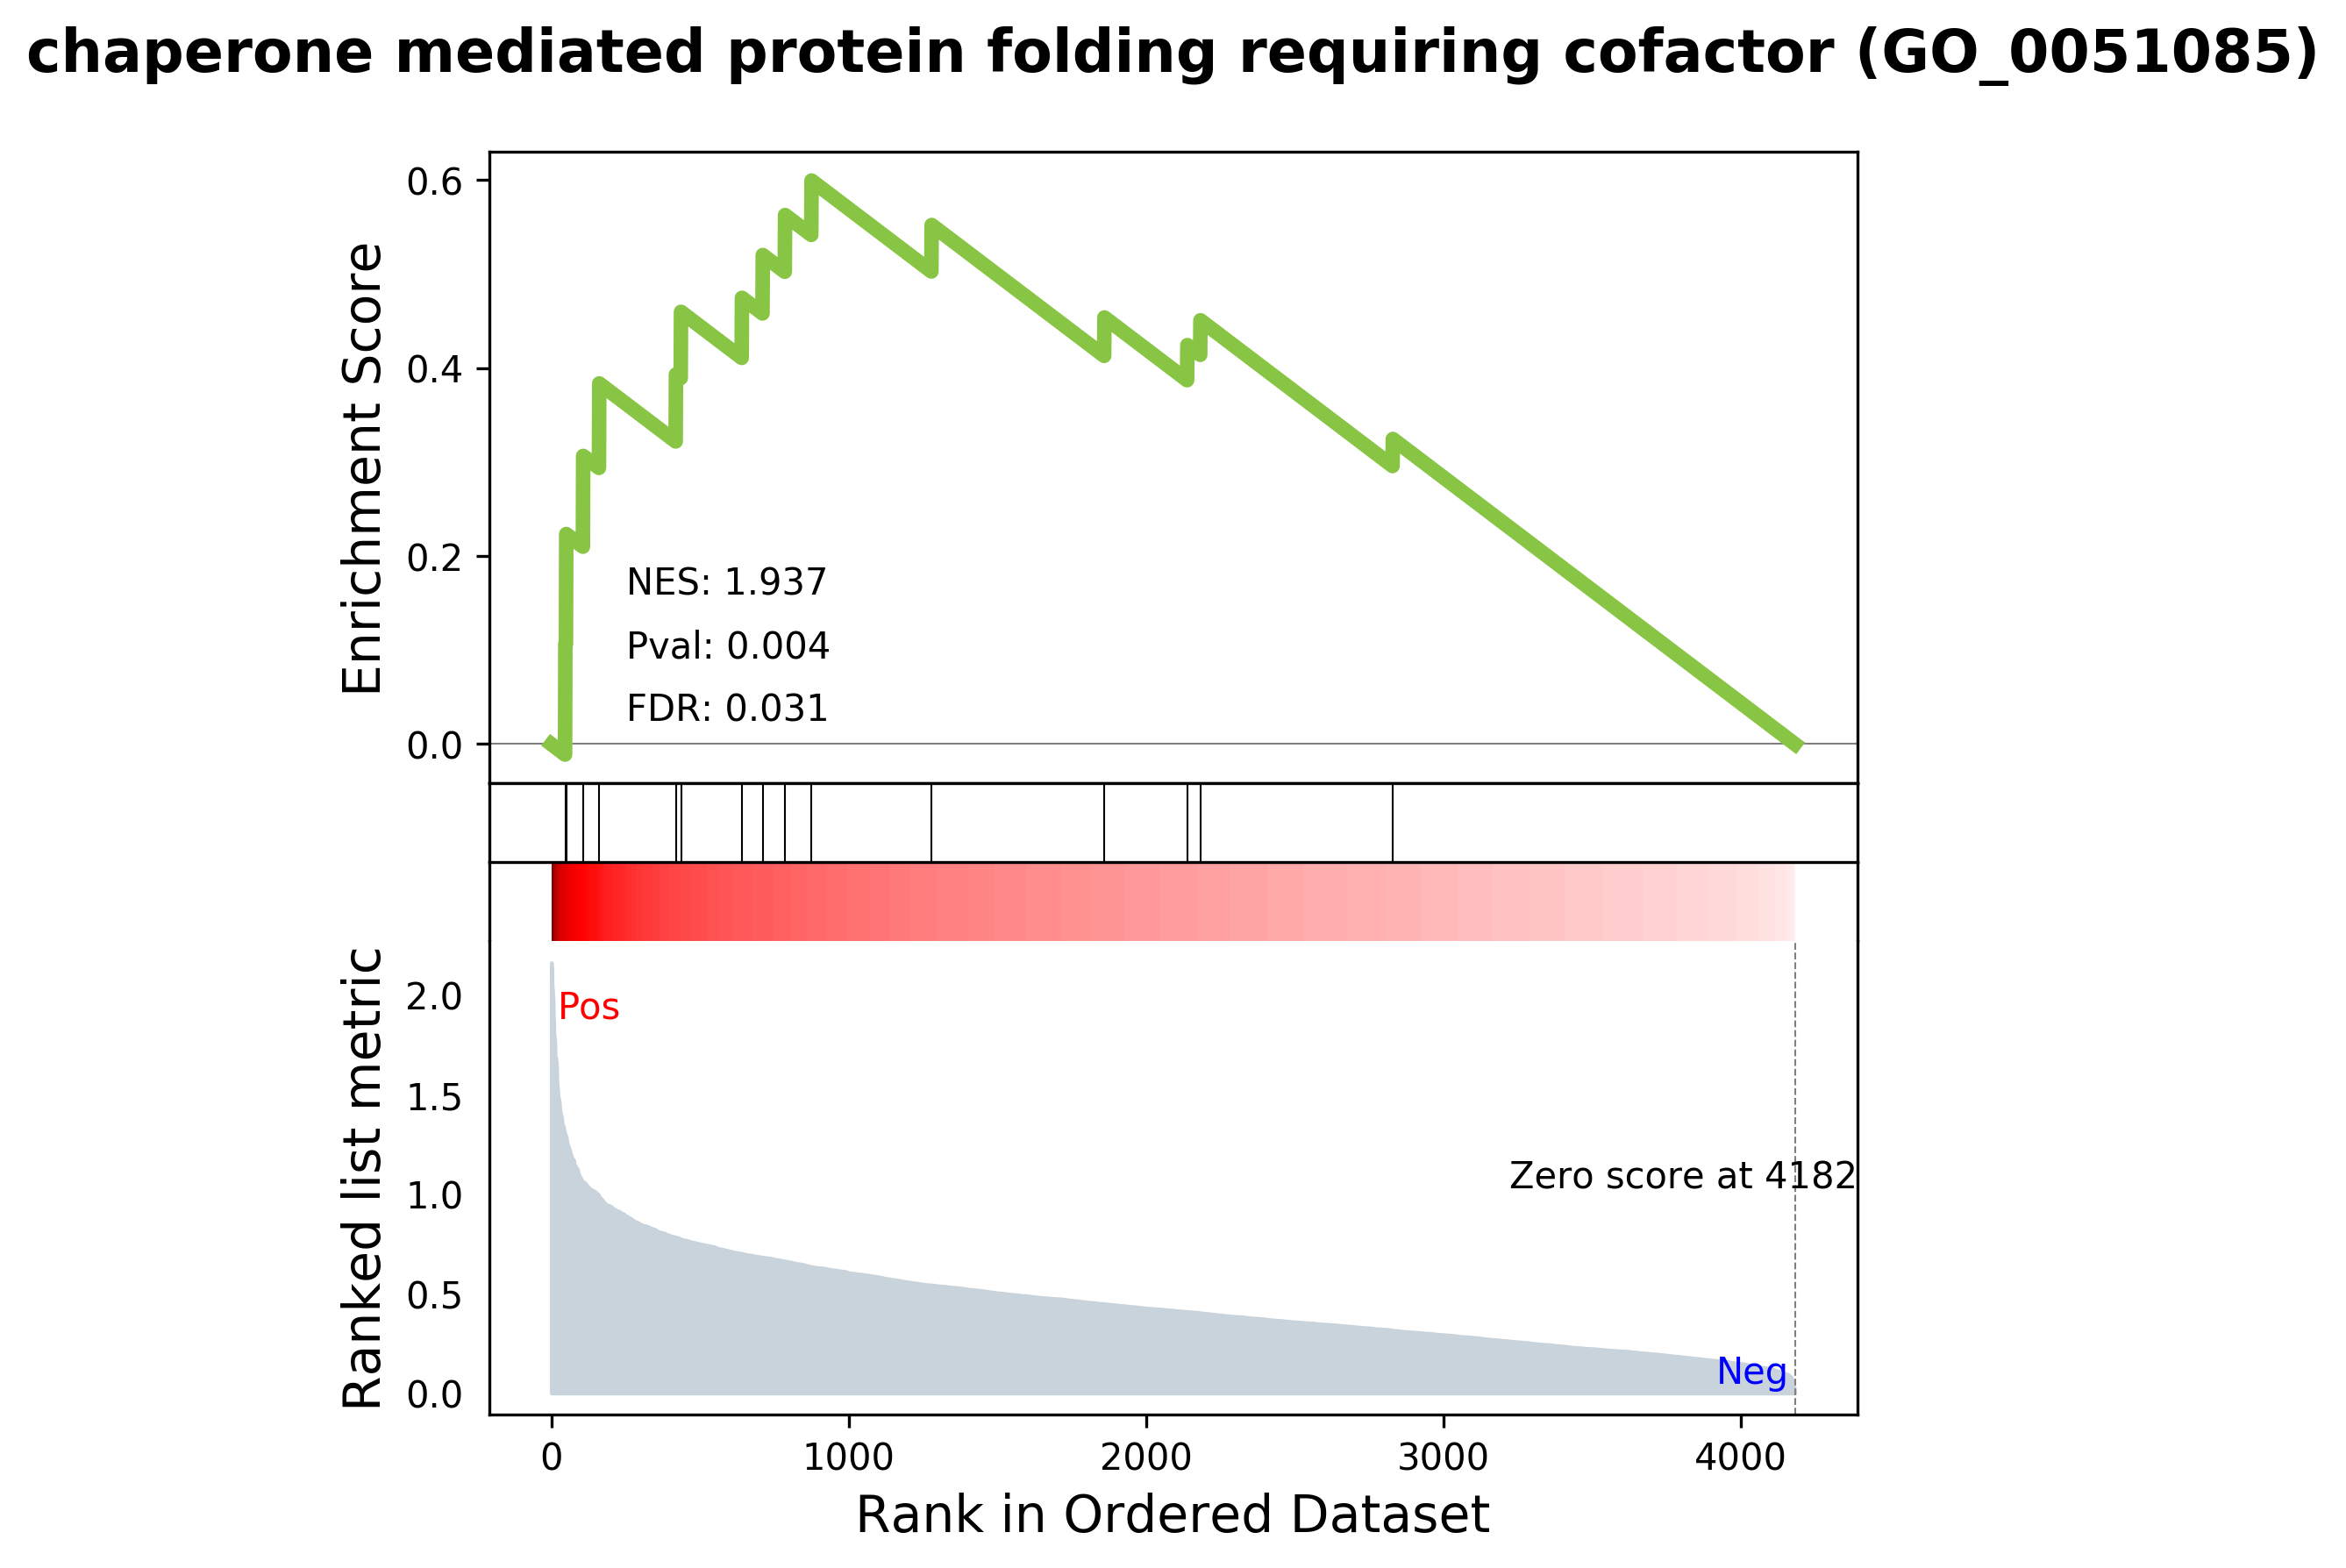 chaperone mediated protein folding requiring cofactor (GO_0051085)
Enrichment Score
0.6
0.4
0.2
0.0
NES: 1.937
Pval: 0.004
FDR: 0.031
Ranked list metric
2.0
1.5
1.0
0.5
0.0
Pos
Zero score at 4182
Neg
0 1000 2000 3000 4000
Rank in Ordered Dataset